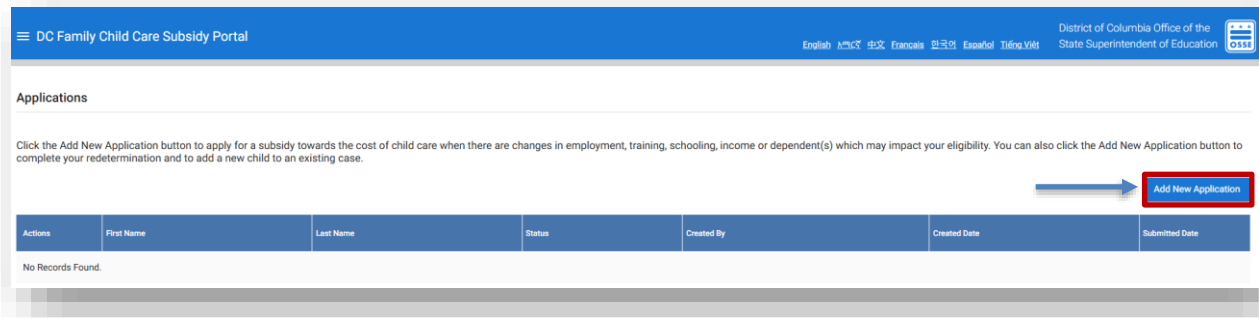 DC Family Child Care Subsidy Portal
English አማርኛ 中文 Français 한국어 Español Tiếng Việt
District of Columbia Office of the
State Superintendent of Education
OSSE
Applications
Click the Add New Application button to apply for a subsidy towards the cost of child care when there are changes in employment, training, schooling, income or dependent(s) which may impact your eligibility. You can also click the Add New Application button to
complete your redetermination and to add a new child to an existing case.
Add New Application
Actions First Name Last Name Status Created By Created Date Submitted Date
No Records Found.